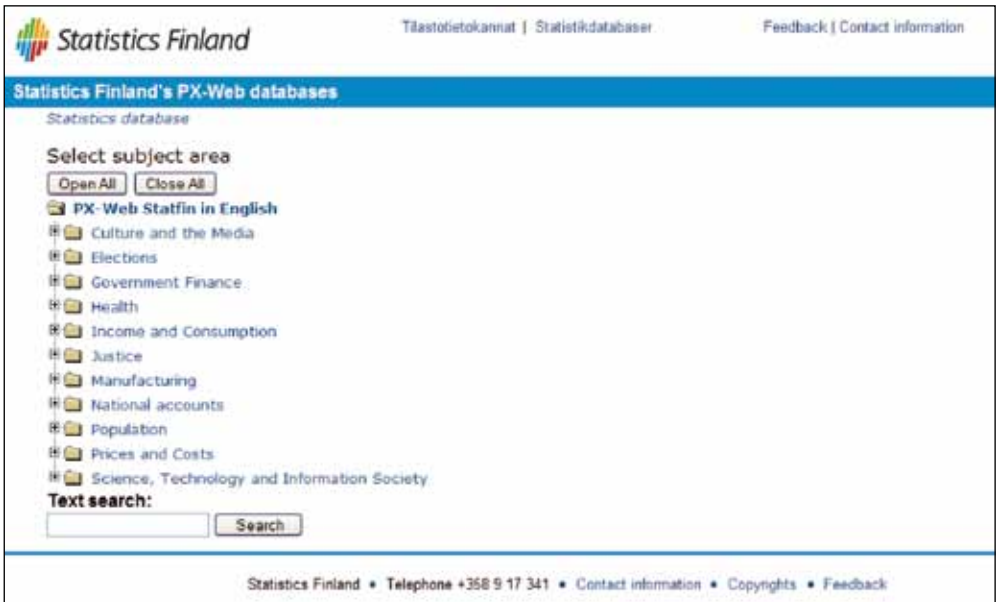 Statistics Finland
Tilastotietokannat | Statistikdatabaser
Feedback | Contact information
Statistics Finland's PX-Web databases
Statistics database
Select subject area
Open All Close All
PX-Web Statfin in English
Culture and the Media
Elections
Government Finance
Health
Income and Consumption
Justice
Manufacturing
National accounts
Population
Prices and Costs
Science, Technology and Information Society
Text search:
Search
Statistics Finland • Telephone +358 9 17 341 • Contact information • Copyrights • Feedback